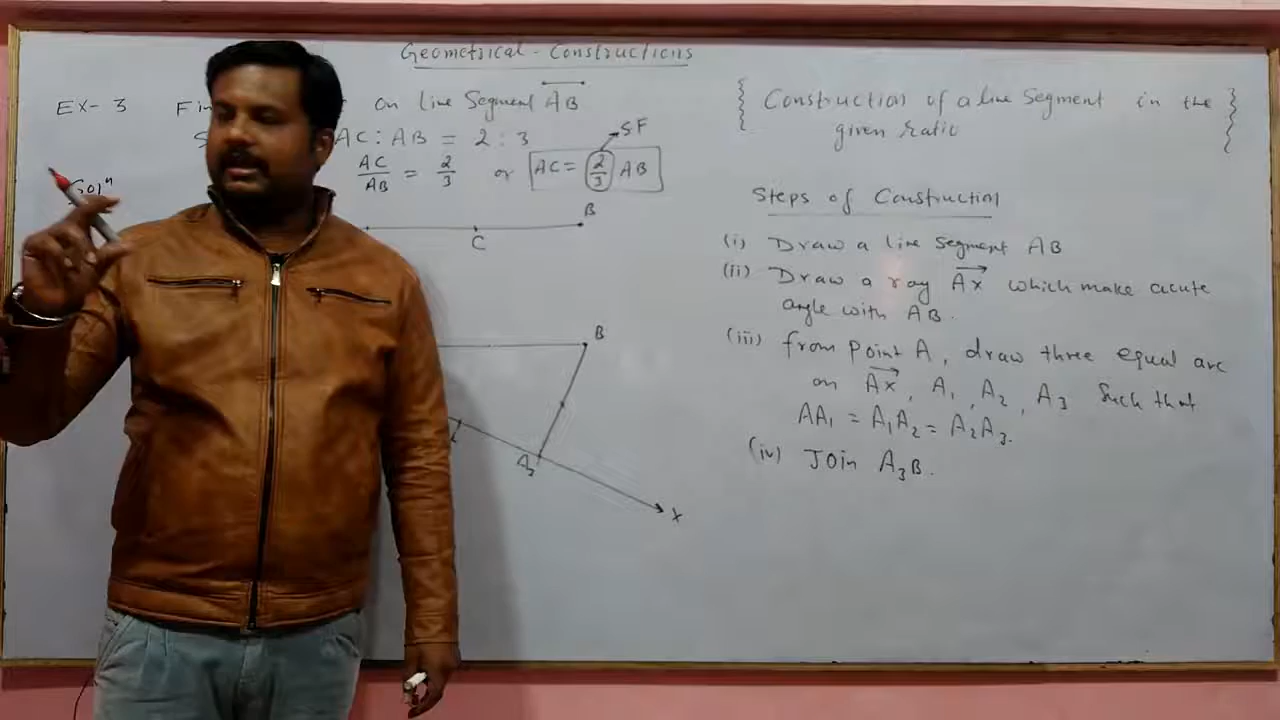 Geometrical - Constructions
Ex- 3
on line Segment AB
AC : AB = 2 : 3
SF
AC/AB = 2/3 or AC = 2/3 AB
Solⁿ
B
C
B
A3
X
Construction of a line Segment in the
given ratio
Steps of Construction
(i) Draw a line segment AB
(ii) Draw a ray AX which make acute
angle with AB.
(iii) from point A, draw three equal arc
on AX, A1, A2, A3 Such that
AA1 = A1A2 = A2A3.
(iv) Join A3B.